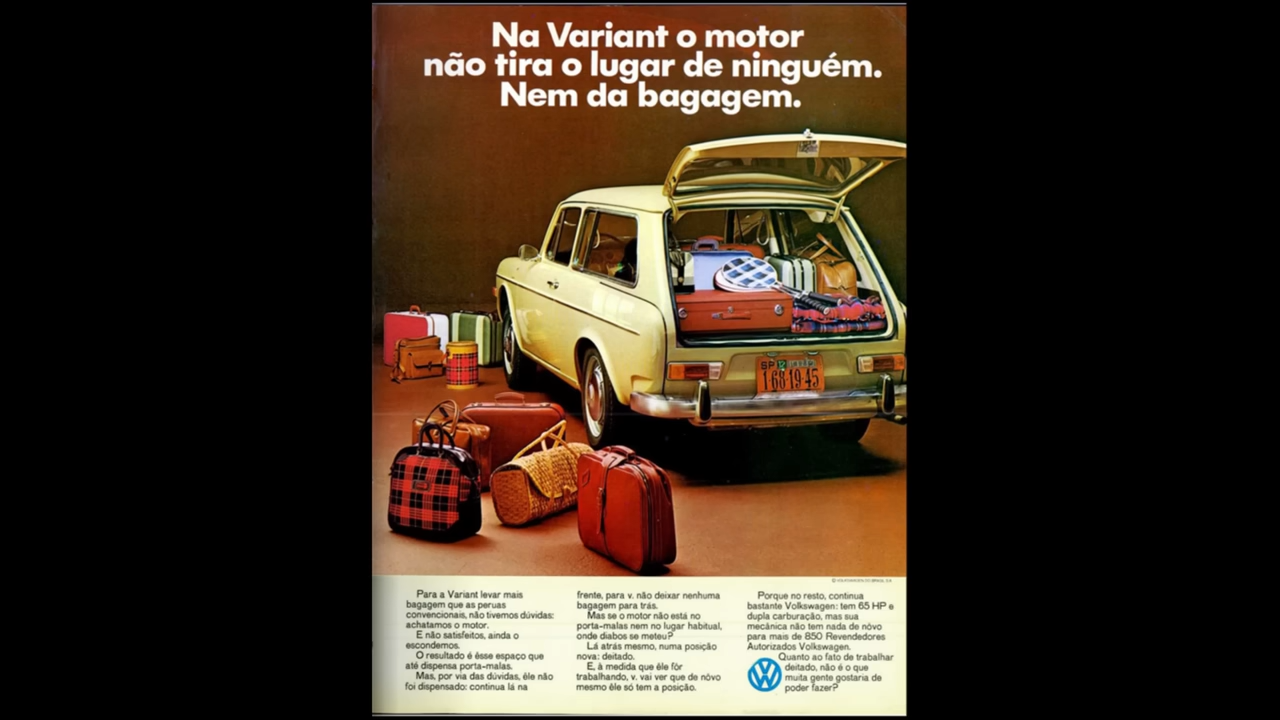 Na Variant o motor
não tira o lugar de ninguém.
Nem da bagagem.
SP
168 19 45
© VOLKSWAGEN DO BRASIL S.A.
Para a Variant levar mais
bagagem que as peruas
convencionais, não tivemos dúvidas:
achatamos o motor.
E não satisfeitos, ainda o
escondemos.
O resultado é êsse espaço que
até dispensa porta-malas.
Mas, por via das dúvidas, êle não
foi dispensado: continua lá na
frente, para v. não deixar nenhuma
bagagem para trás.
Mas se o motor não está no
porta-malas nem no lugar habitual,
onde diabos se meteu?
Lá atrás mesmo, numa posição
nova: deitado.
E, à medida que êle fôr
trabalhando, v. vai ver que de nôvo
mesmo êle só tem a posição.
Porque no resto, continua
bastante Volkswagen: tem 65 HP e
dupla carburação, mas sua
mecânica não tem nada de nôvo
para mais de 850 Revendedores
Autorizados Volkswagen.
Quanto ao fato de trabalhar
deitado, não é o que
muita gente gostaria de
poder fazer?